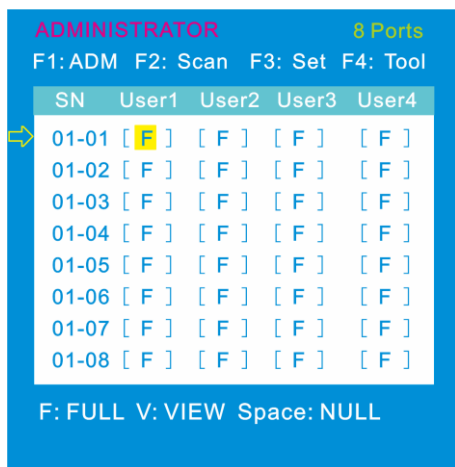 ADMINISTRATOR 8 Ports
F1: ADM F2: Scan F3: Set F4: Tool
SN User1 User2 User3 User4
01-01 [ F ] [ F ] [ F ] [ F ]
01-02 [ F ] [ F ] [ F ] [ F ]
01-03 [ F ] [ F ] [ F ] [ F ]
01-04 [ F ] [ F ] [ F ] [ F ]
01-05 [ F ] [ F ] [ F ] [ F ]
01-06 [ F ] [ F ] [ F ] [ F ]
01-07 [ F ] [ F ] [ F ] [ F ]
01-08 [ F ] [ F ] [ F ] [ F ]
F: FULL V: VIEW Space: NULL